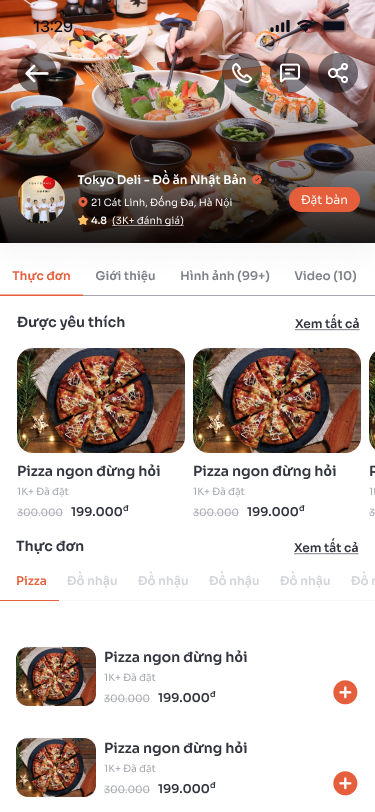 13:29
Tokyo Deli - Đồ ăn Nhật Bản
21 Cát Linh, Đống Đa, Hà Nội
4.8 (3K+ đánh giá)
Đặt bàn
Thực đơn Giới thiệu Hình ảnh (99+) Video (10)
Được yêu thích Xem tất cả
Pizza ngon đừng hỏi Pizza ngon đừng hỏi
1K+ Đã đặt 1K+ Đã đặt
300.000 199.000đ 300.000 199.000đ
Thực đơn Xem tất cả
Pizza Đồ nhậu Đồ nhậu Đồ nhậu Đồ nhậu
Pizza ngon đừng hỏi
1K+ Đã đặt
300.000 199.000đ
Pizza ngon đừng hỏi
1K+ Đã đặt
300.000 199.000đ